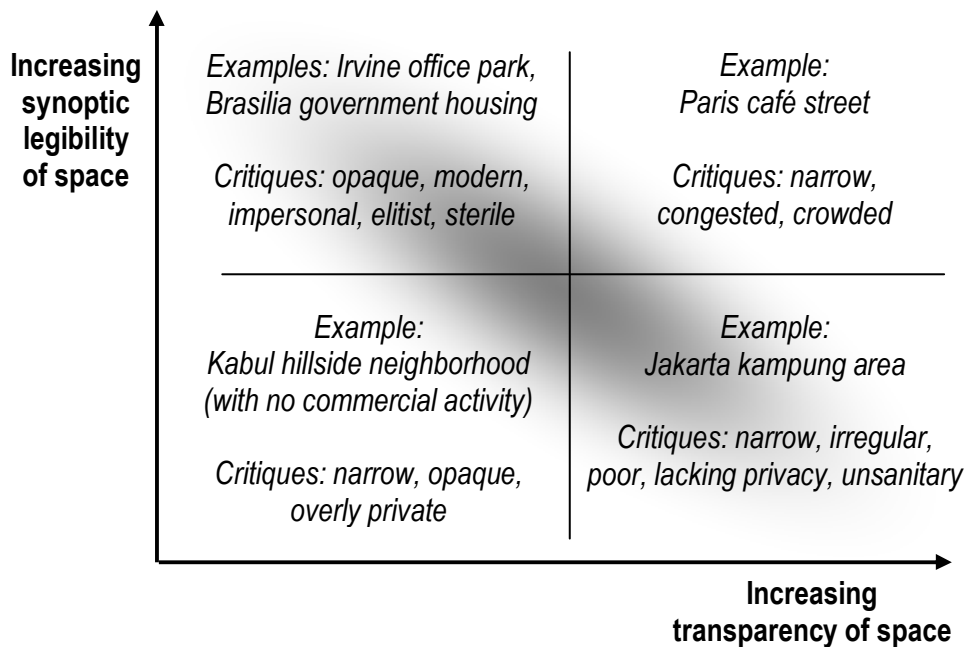 Increasing
synoptic
legibility
of space
Examples: Irvine office park,
Brasilia government housing
Critiques: opaque, modern,
impersonal, elitist, sterile
Example:
Paris café street
Critiques: narrow,
congested, crowded
Example:
Kabul hillside neighborhood
(with no commercial activity)
Critiques: narrow, opaque,
overly private
Example:
Jakarta kampung area
Critiques: narrow, irregular,
poor, lacking privacy, unsanitary
Increasing
transparency of space